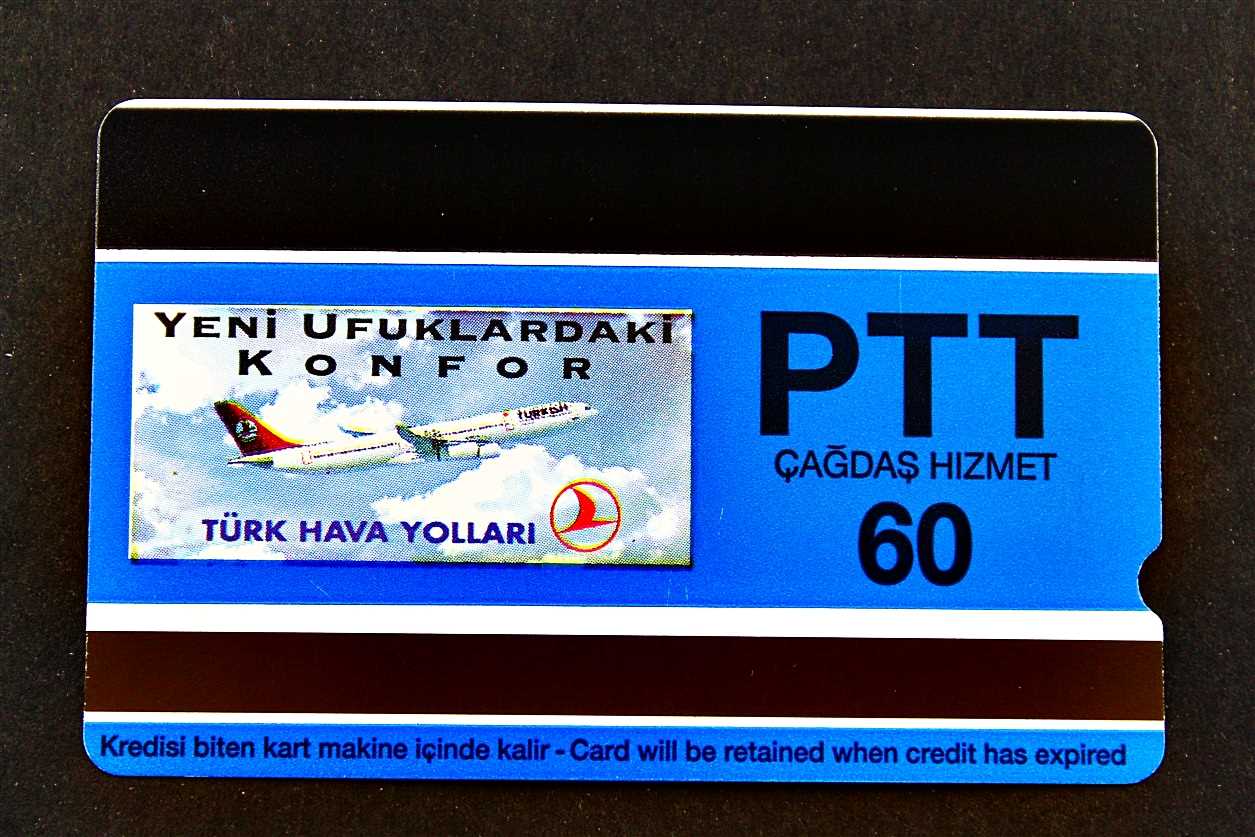 YENİ UFUKLARDAKİ
KONFOR
TURKISH
TÜRK HAVA YOLLARI
PTT
ÇAĞDAŞ HIZMET
60
Kredisi biten kart makine içinde kalir - Card will be retained when credit has expired